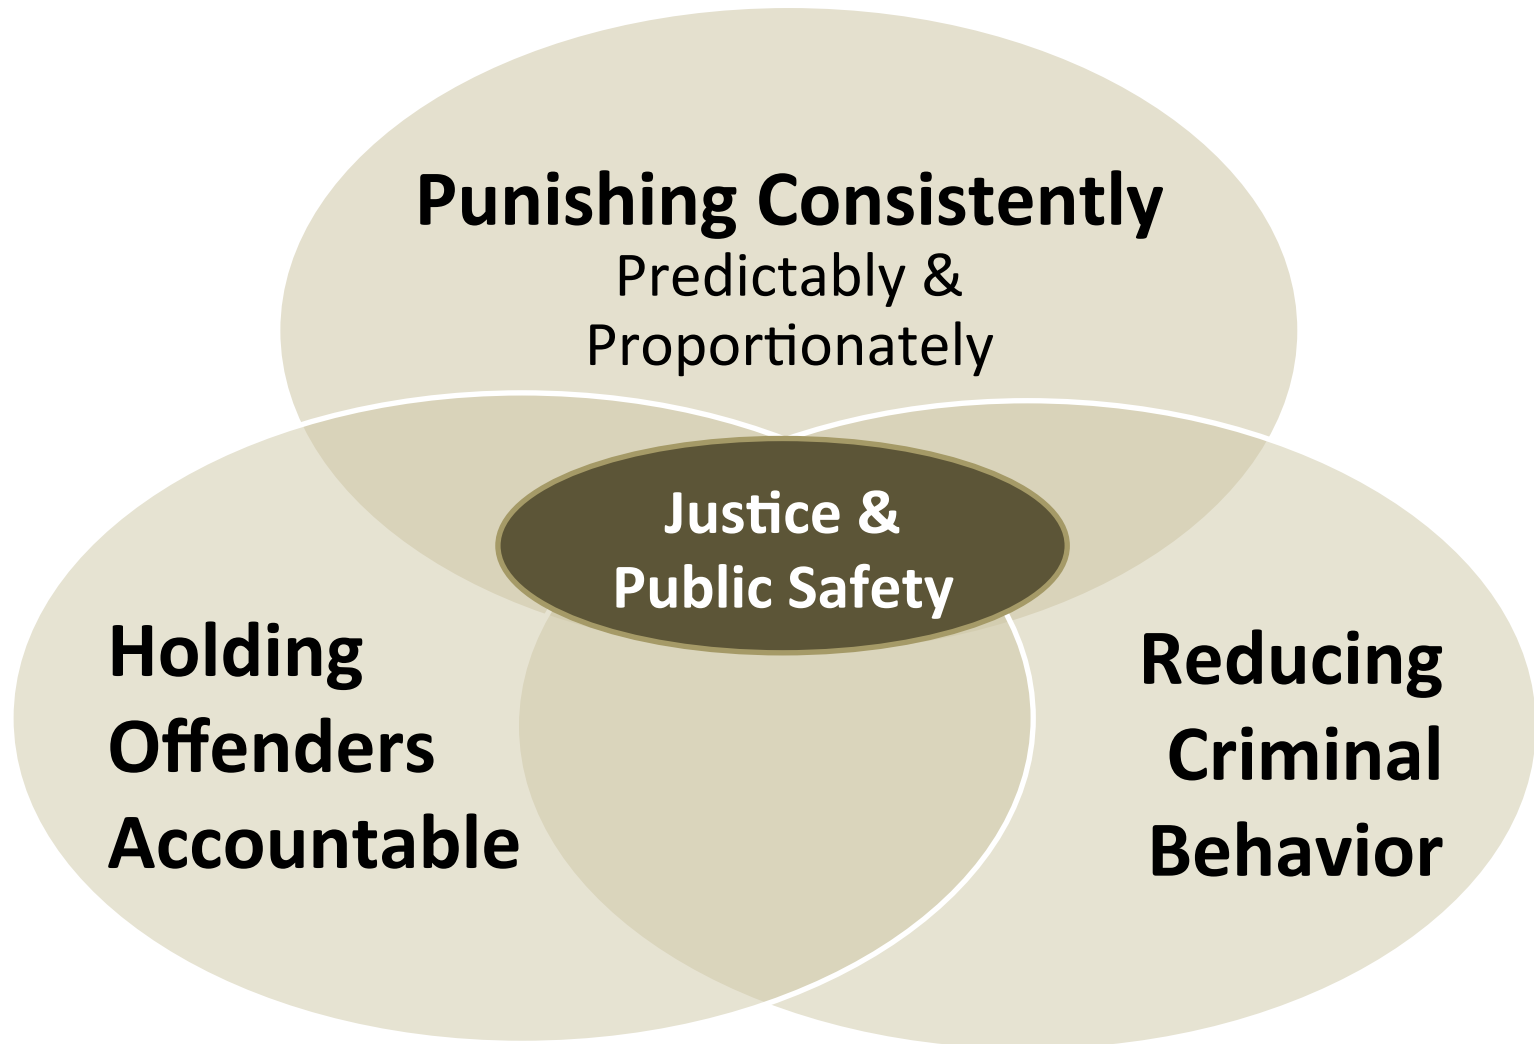 Punishing Consistently
Predictably &
Proportionately
Justice &
Public Safety
Holding
Offenders
Accountable
Reducing
Criminal
Behavior